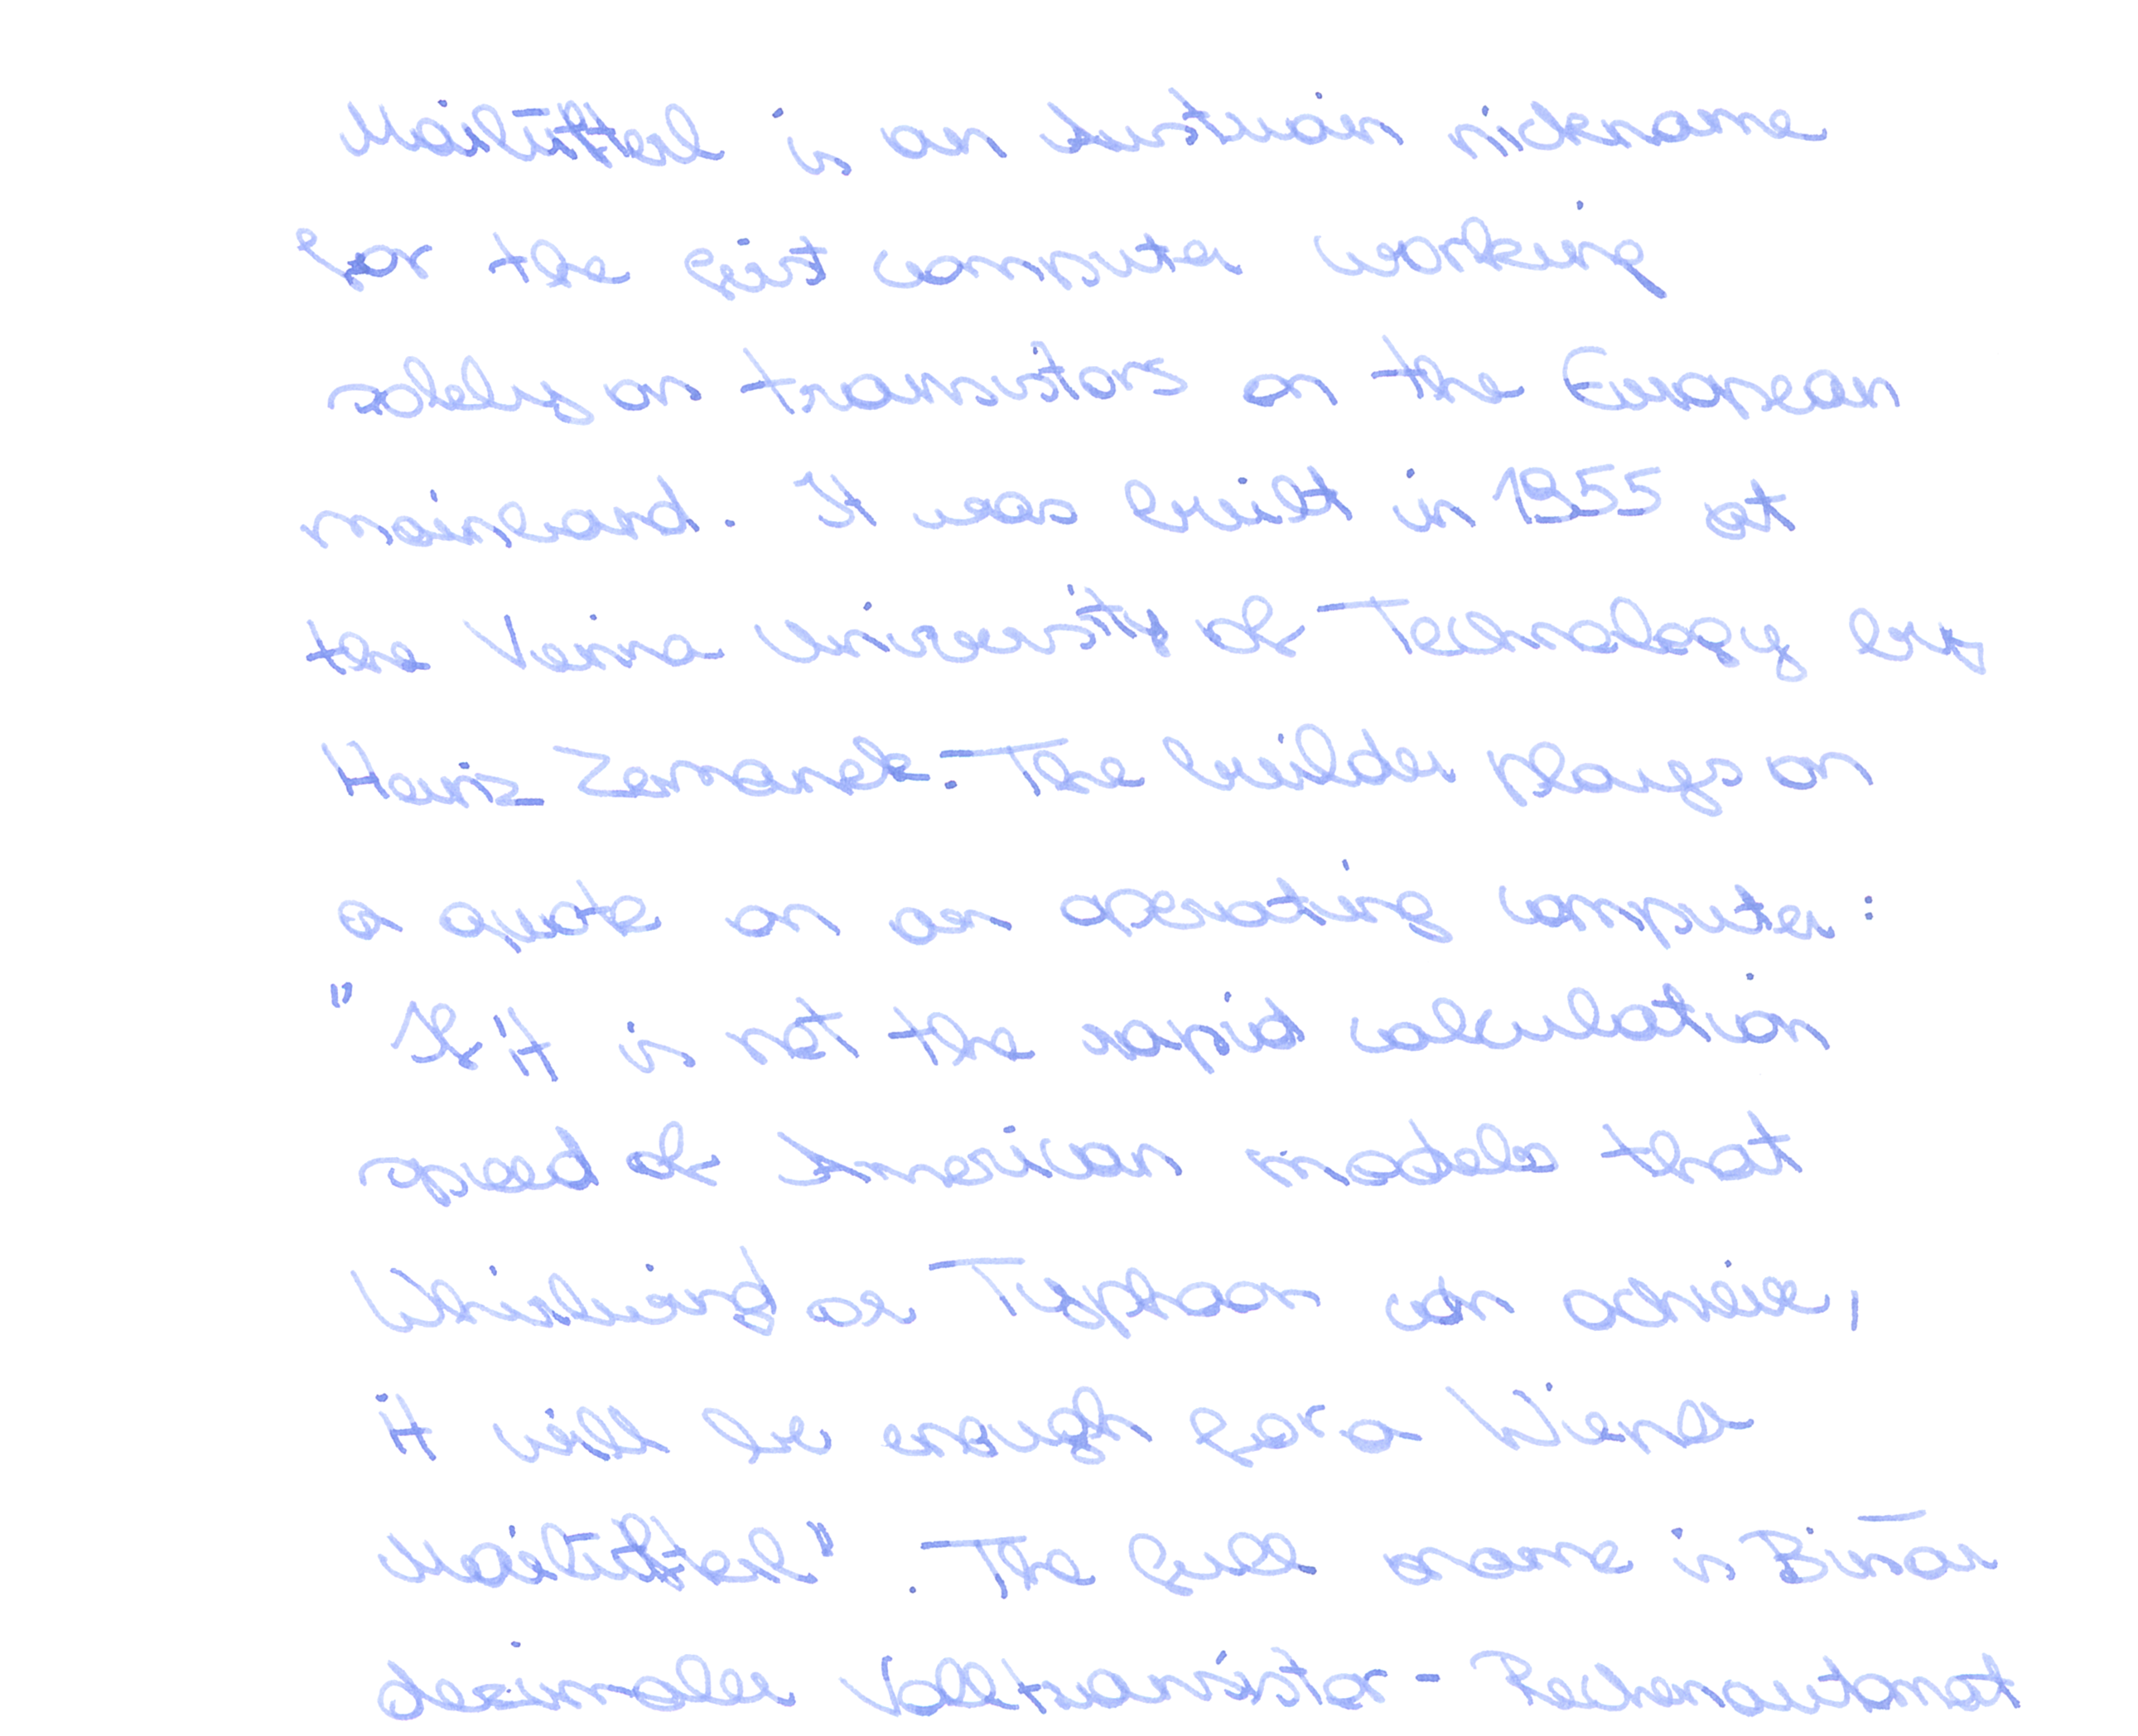 Mailüfterl is an Austrian nickname
for the first computer working
solely on transistors on the European
mainland. It was built in 1955 at
the Vienna University of Technology by
Heinz Zemanek. The builder plays on
a quote on an operating computer:
"If it is not the rapid calculation
speed of American models that
Whirlwind or Typhoon can achieve,
it will be enough for a Wiener
Mailüfterl". The full name is Binär
dezimaler Volltransistor-Rechenautomat